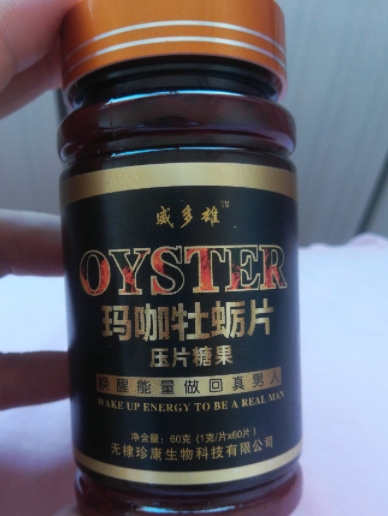 威多雄™
OYSTER
玛咖牡蛎片
压片糖果
唤醒能量做回真男人
WAKE UP ENERGY TO BE A REAL MAN
净含量：60克（1克/片x60片）
无棣珍康生物科技有限公司